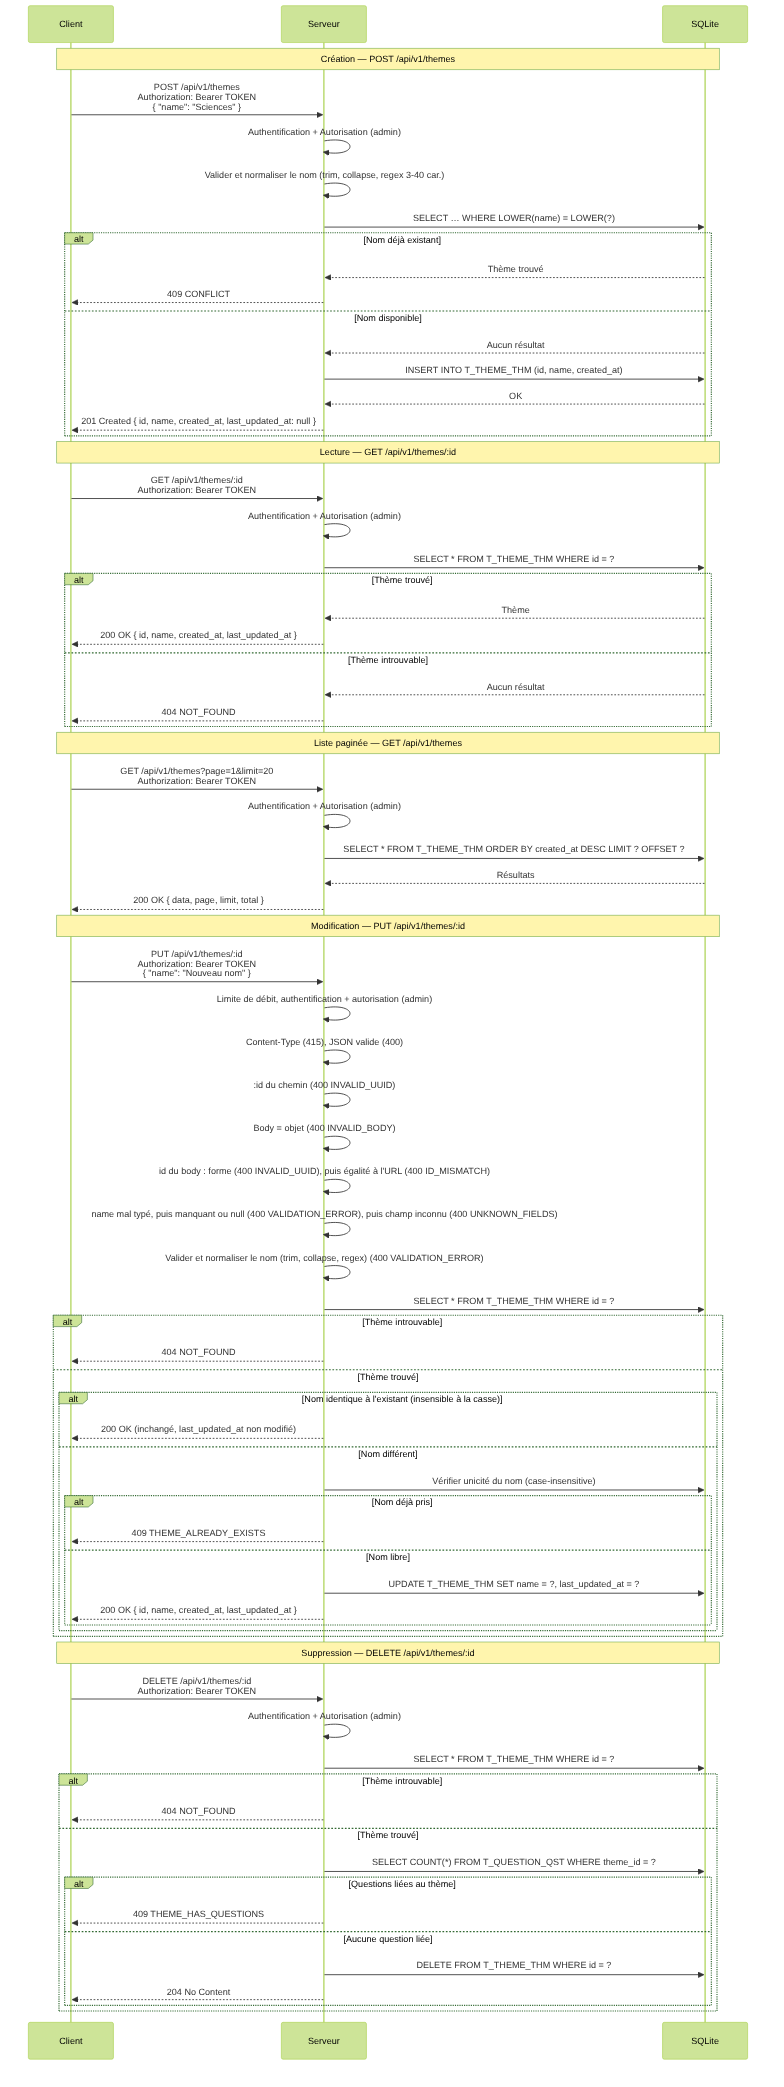 Client
Serveur
SQLite
Création — POST /api/v1/themes
POST /api/v1/themes
Authorization: Bearer TOKEN
{ "name": "Sciences" }
Authentification + Autorisation (admin)
Valider et normaliser le nom (trim, collapse, regex 3-40 car.)
SELECT … WHERE LOWER(name) = LOWER(?)
alt
[Nom déjà existant]
Thème trouvé
409 CONFLICT
[Nom disponible]
Aucun résultat
INSERT INTO T_THEME_THM (id, name, created_at)
OK
201 Created { id, name, created_at, last_updated_at: null }
Lecture — GET /api/v1/themes/:id
GET /api/v1/themes/:id
Authorization: Bearer TOKEN
Authentification + Autorisation (admin)
SELECT * FROM T_THEME_THM WHERE id = ?
alt
[Thème trouvé]
Thème
200 OK { id, name, created_at, last_updated_at }
[Thème introuvable]
Aucun résultat
404 NOT_FOUND
Liste paginée — GET /api/v1/themes
GET /api/v1/themes?page=1&limit=20
Authorization: Bearer TOKEN
Authentification + Autorisation (admin)
SELECT * FROM T_THEME_THM ORDER BY created_at DESC LIMIT ? OFFSET ?
Résultats
200 OK { data, page, limit, total }
Modification — PUT /api/v1/themes/:id
PUT /api/v1/themes/:id
Authorization: Bearer TOKEN
{ "name": "Nouveau nom" }
Limite de débit, authentification + autorisation (admin)
Content-Type (415), JSON valide (400)
:id du chemin (400 INVALID_UUID)
Body = objet (400 INVALID_BODY)
id du body : forme (400 INVALID_UUID), puis égalité à l'URL (400 ID_MISMATCH)
name mal typé, puis manquant ou null (400 VALIDATION_ERROR), puis champ inconnu (400 UNKNOWN_FIELDS)
Valider et normaliser le nom (trim, collapse, regex) (400 VALIDATION_ERROR)
SELECT * FROM T_THEME_THM WHERE id = ?
alt
[Thème introuvable]
404 NOT_FOUND
[Thème trouvé]
alt
[Nom identique à l'existant (insensible à la casse)]
200 OK (inchangé, last_updated_at non modifié)
[Nom différent]
Vérifier unicité du nom (case-insensitive)
alt
[Nom déjà pris]
409 THEME_ALREADY_EXISTS
[Nom libre]
UPDATE T_THEME_THM SET name = ?, last_updated_at = ?
200 OK { id, name, created_at, last_updated_at }
Suppression — DELETE /api/v1/themes/:id
DELETE /api/v1/themes/:id
Authorization: Bearer TOKEN
Authentification + Autorisation (admin)
SELECT * FROM T_THEME_THM WHERE id = ?
alt
[Thème introuvable]
404 NOT_FOUND
[Thème trouvé]
SELECT COUNT(*) FROM T_QUESTION_QST WHERE theme_id = ?
alt
[Questions liées au thème]
409 THEME_HAS_QUESTIONS
[Aucune question liée]
DELETE FROM T_THEME_THM WHERE id = ?
204 No Content
Client
Serveur
SQLite